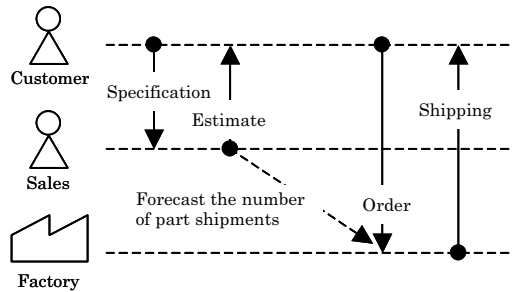 Customer
Specification
Estimate
Shipping
Sales
Forecast the number
of part shipments
Order
Factory